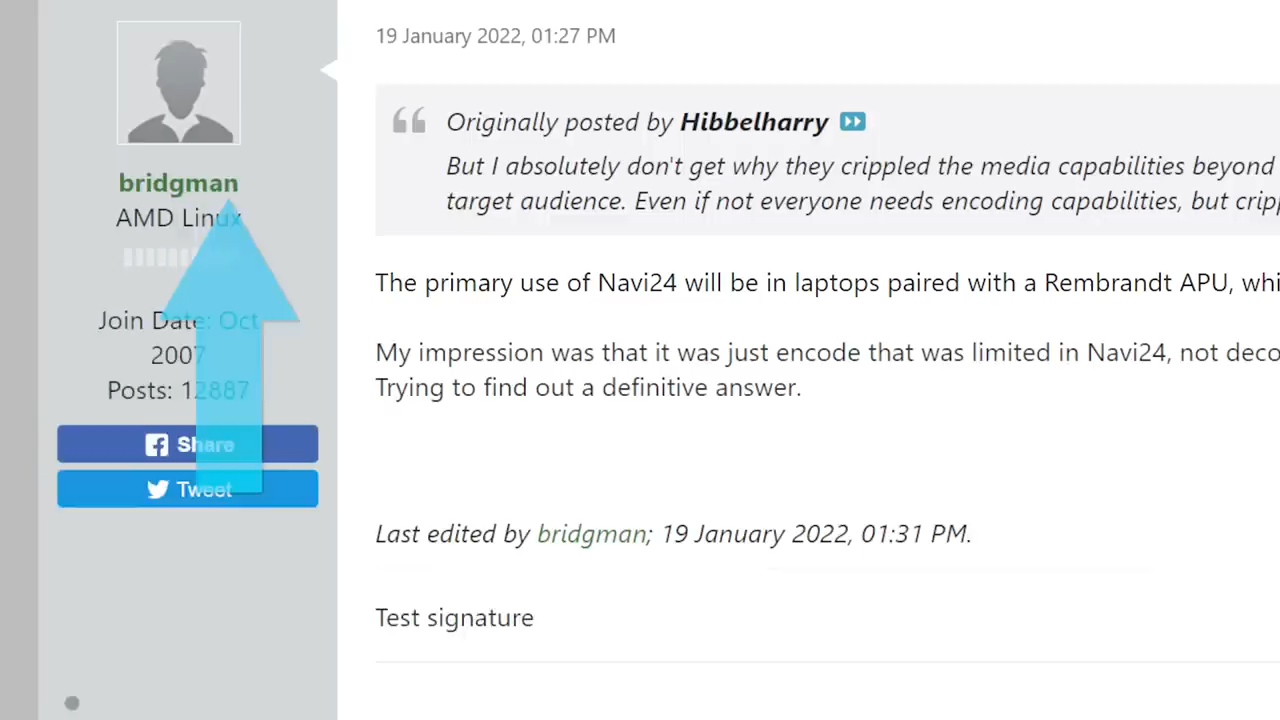 bridgman
AMD Linux
Join Date: Oct
2007
Posts: 12887
Share
Tweet
19 January 2022, 01:27 PM
Originally posted by Hibbelharry
But I absolutely don't get why they crippled the media capabilities beyond
target audience. Even if not everyone needs encoding capabilities, but
The primary use of Navi24 will be in laptops paired with a Rembrandt APU,
My impression was that it was just encode that was limited in Navi24, not
Trying to find out a definitive answer.
Last edited by bridgman; 19 January 2022, 01:31 PM.
Test signature